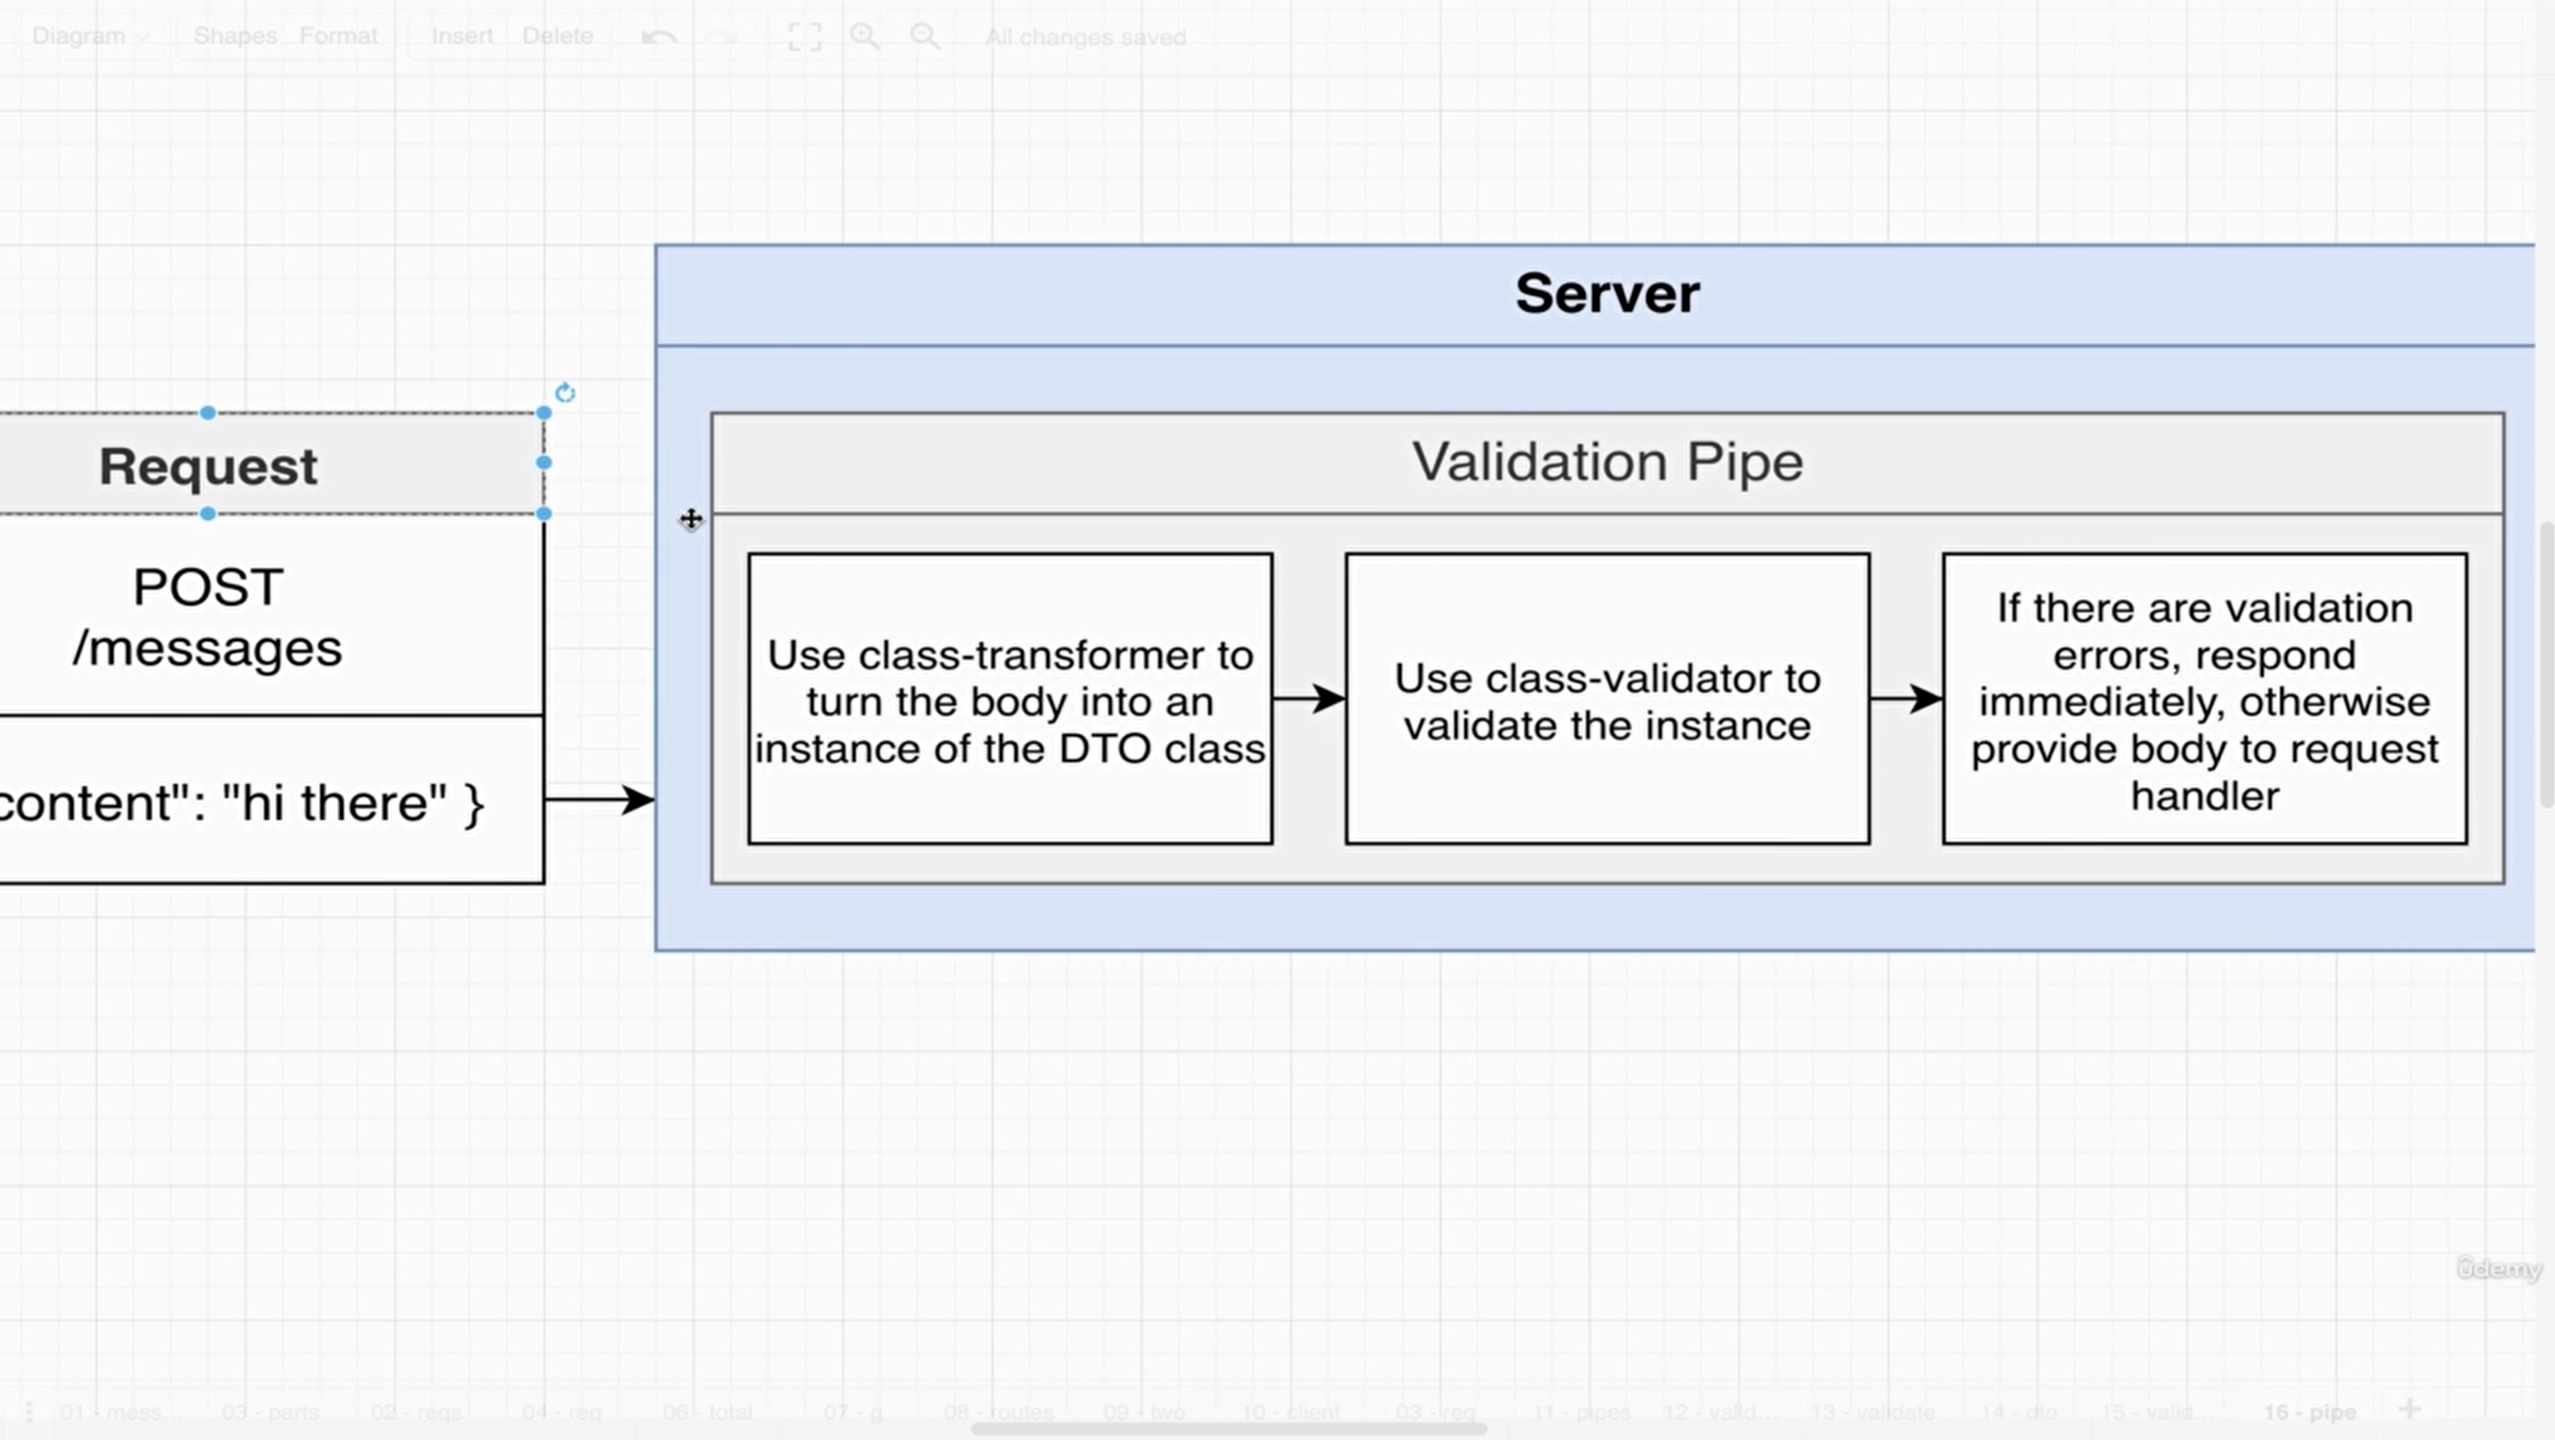 Diagram
Shapes Format
Insert Delete
All changes saved
Server
Request
Validation Pipe
POST
/messages
content": "hi there" }
Use class-transformer to
turn the body into an
instance of the DTO class
Use class-validator to
validate the instance
If there are validation
errors, respond
immediately, otherwise
provide body to request
handler
ûdemy
01 - mess... 03 - parts 02 - reqs 04 - req 06 - total 07 - g 08 - routes 09 - two 10 - client 03 - req 11 - pipes 12 - valid... 13 - validate 14 - dto 15 - valid... 16 - pipe